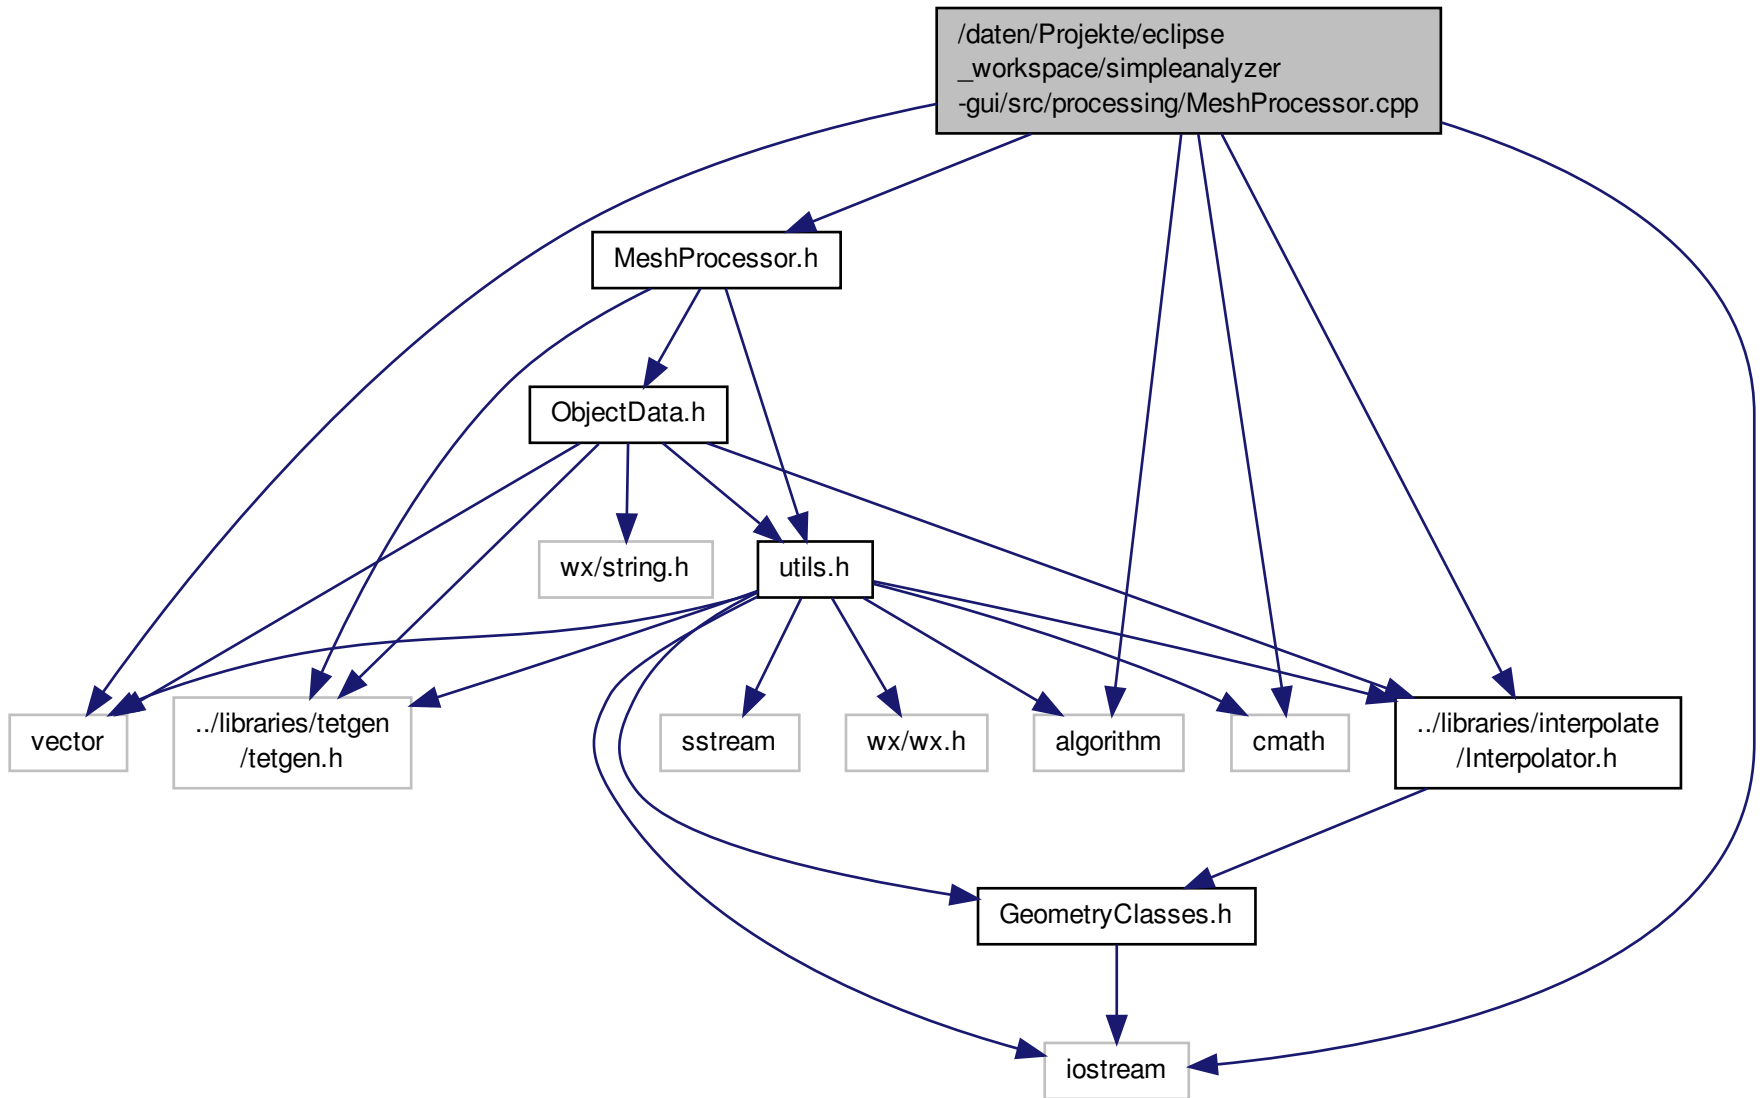 /daten/Projekte/eclipse
_workspace/simpleanalyzer
-gui/src/processing/MeshProcessor.cpp
MeshProcessor.h
ObjectData.h
wx/string.h
utils.h
vector
../libraries/tetgen
/tetgen.h
sstream
wx/wx.h
algorithm
cmath
../libraries/interpolate
/Interpolator.h
GeometryClasses.h
iostream